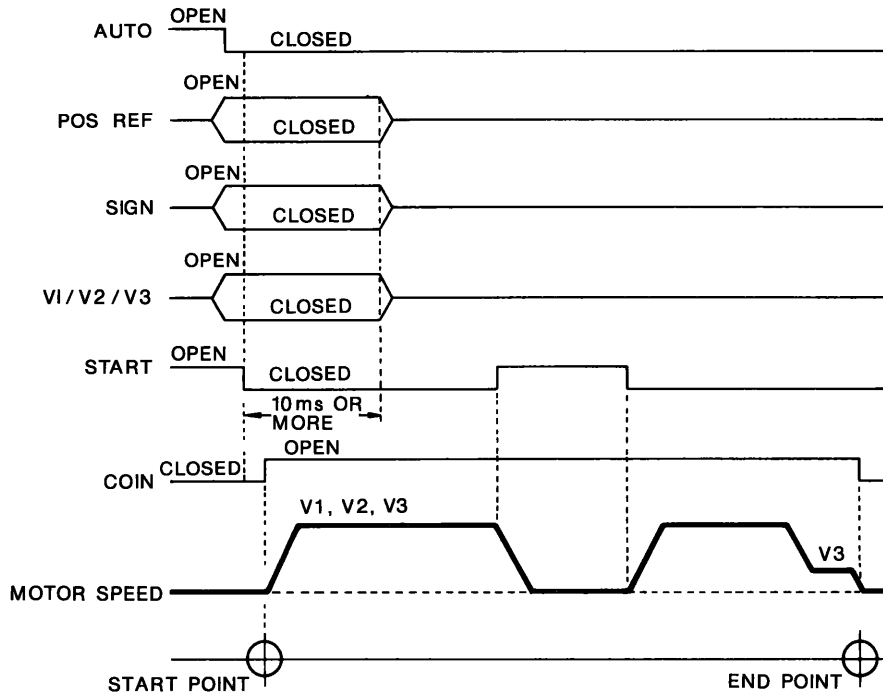 OPEN
AUTO
CLOSED
OPEN
POS REF
CLOSED
OPEN
SIGN
CLOSED
OPEN
V1/V2/V3
CLOSED
OPEN
START
CLOSED
10 ms OR
MORE
OPEN
COIN CLOSED
V1, V2, V3
V3
MOTOR SPEED
START POINT
END POINT